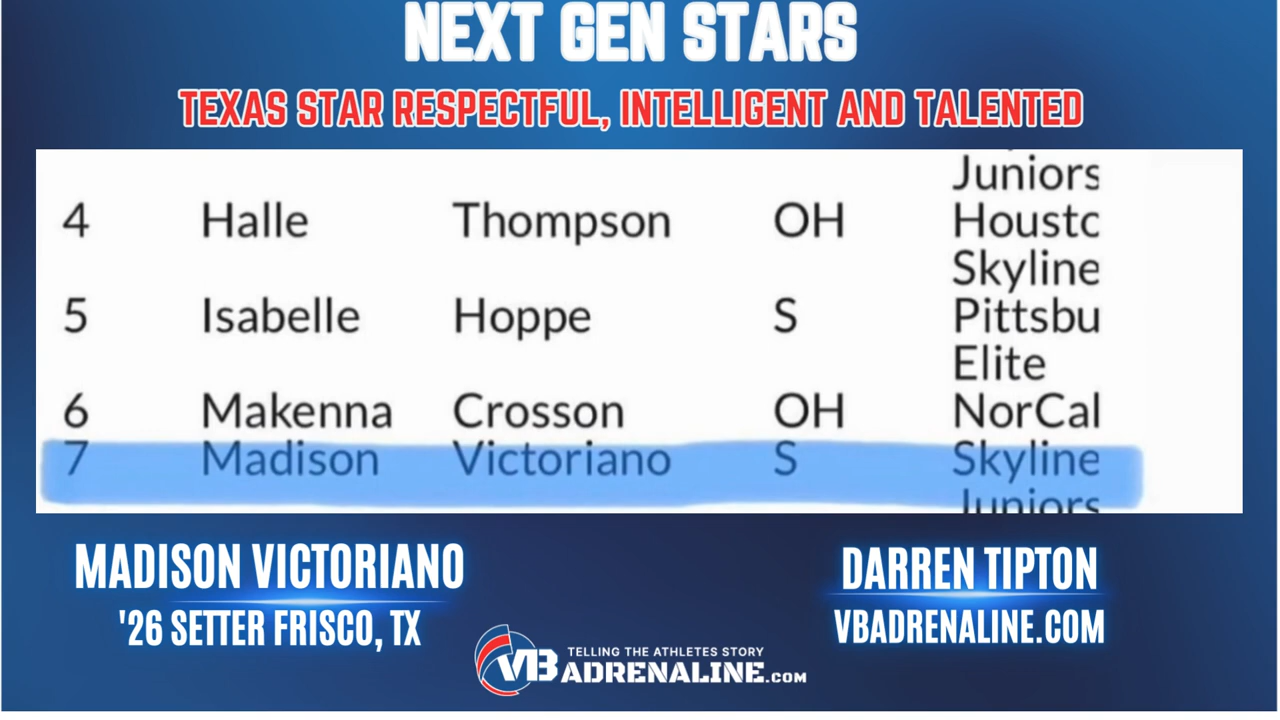 NEXT GEN STARS
TEXAS STAR RESPECTFUL, INTELLIGENT AND TALENTED
Juniors
4 Halle Thompson OH Houstc
Skyline
5 Isabelle Hoppe S Pittsbu
Elite
6 Makenna Crosson OH NorCal
7 Madison Victoriano S Skyline
Juniors
MADISON VICTORIANO
'26 SETTER FRISCO, TX
DARREN TIPTON
VBADRENALINE.COM
TELLING THE ATHLETES STORY
VB ADRENALINE.COM